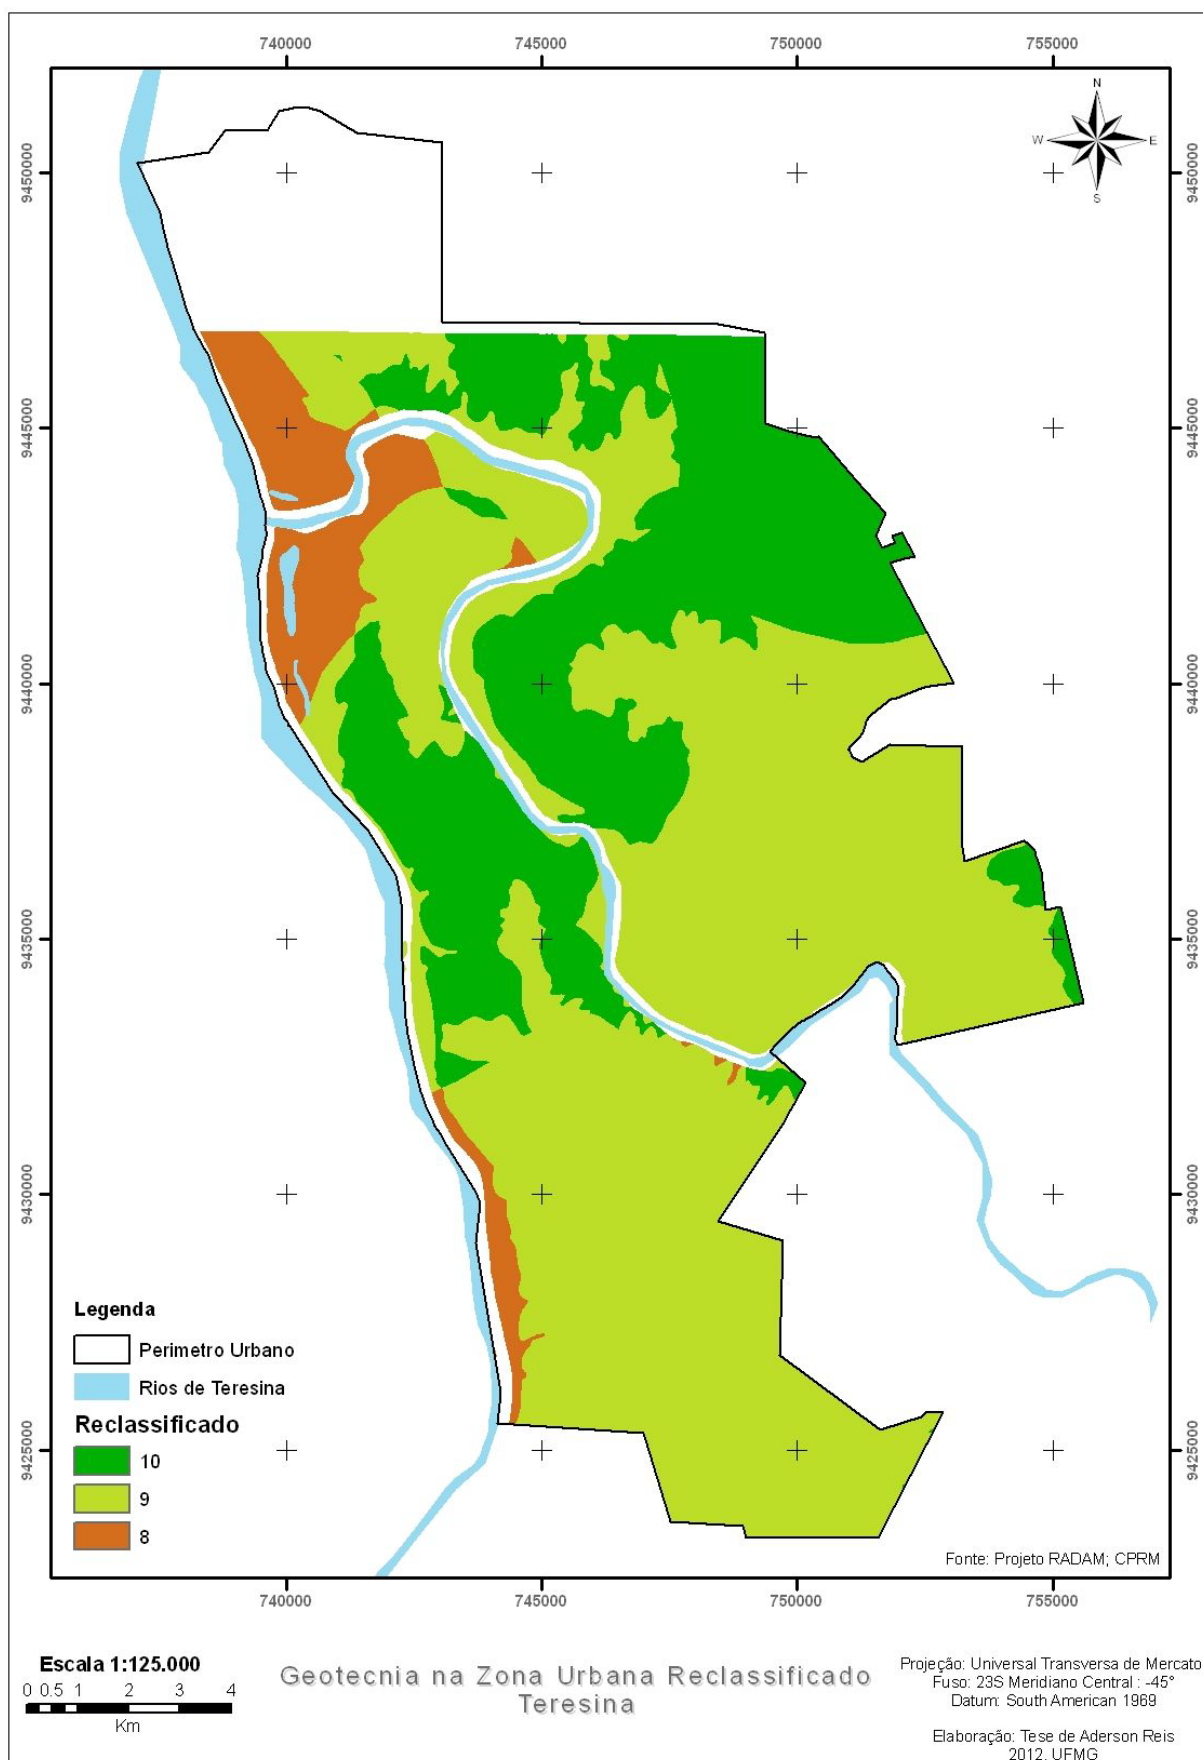 740000 745000 750000 755000
N
W E
S
9450000 9450000
9445000 9445000
9440000 9440000
9435000 9435000
9430000 9430000
9425000 9425000
Legenda
Perimetro Urbano
Rios de Teresina
Reclassificado
10
9
8
Fonte: Projeto RADAM; CPRM
740000 745000 750000 755000
Escala 1:125.000
0 0.5 1 2 3 4
Km
Geotecnia na Zona Urbana Reclassificado
Teresina
Projeção: Universal Transversa de Mercato
Fuso: 23S Meridiano Central : -45°
Datum: South American 1969
Elaboração: Tese de Aderson Reis
2012. UFMG